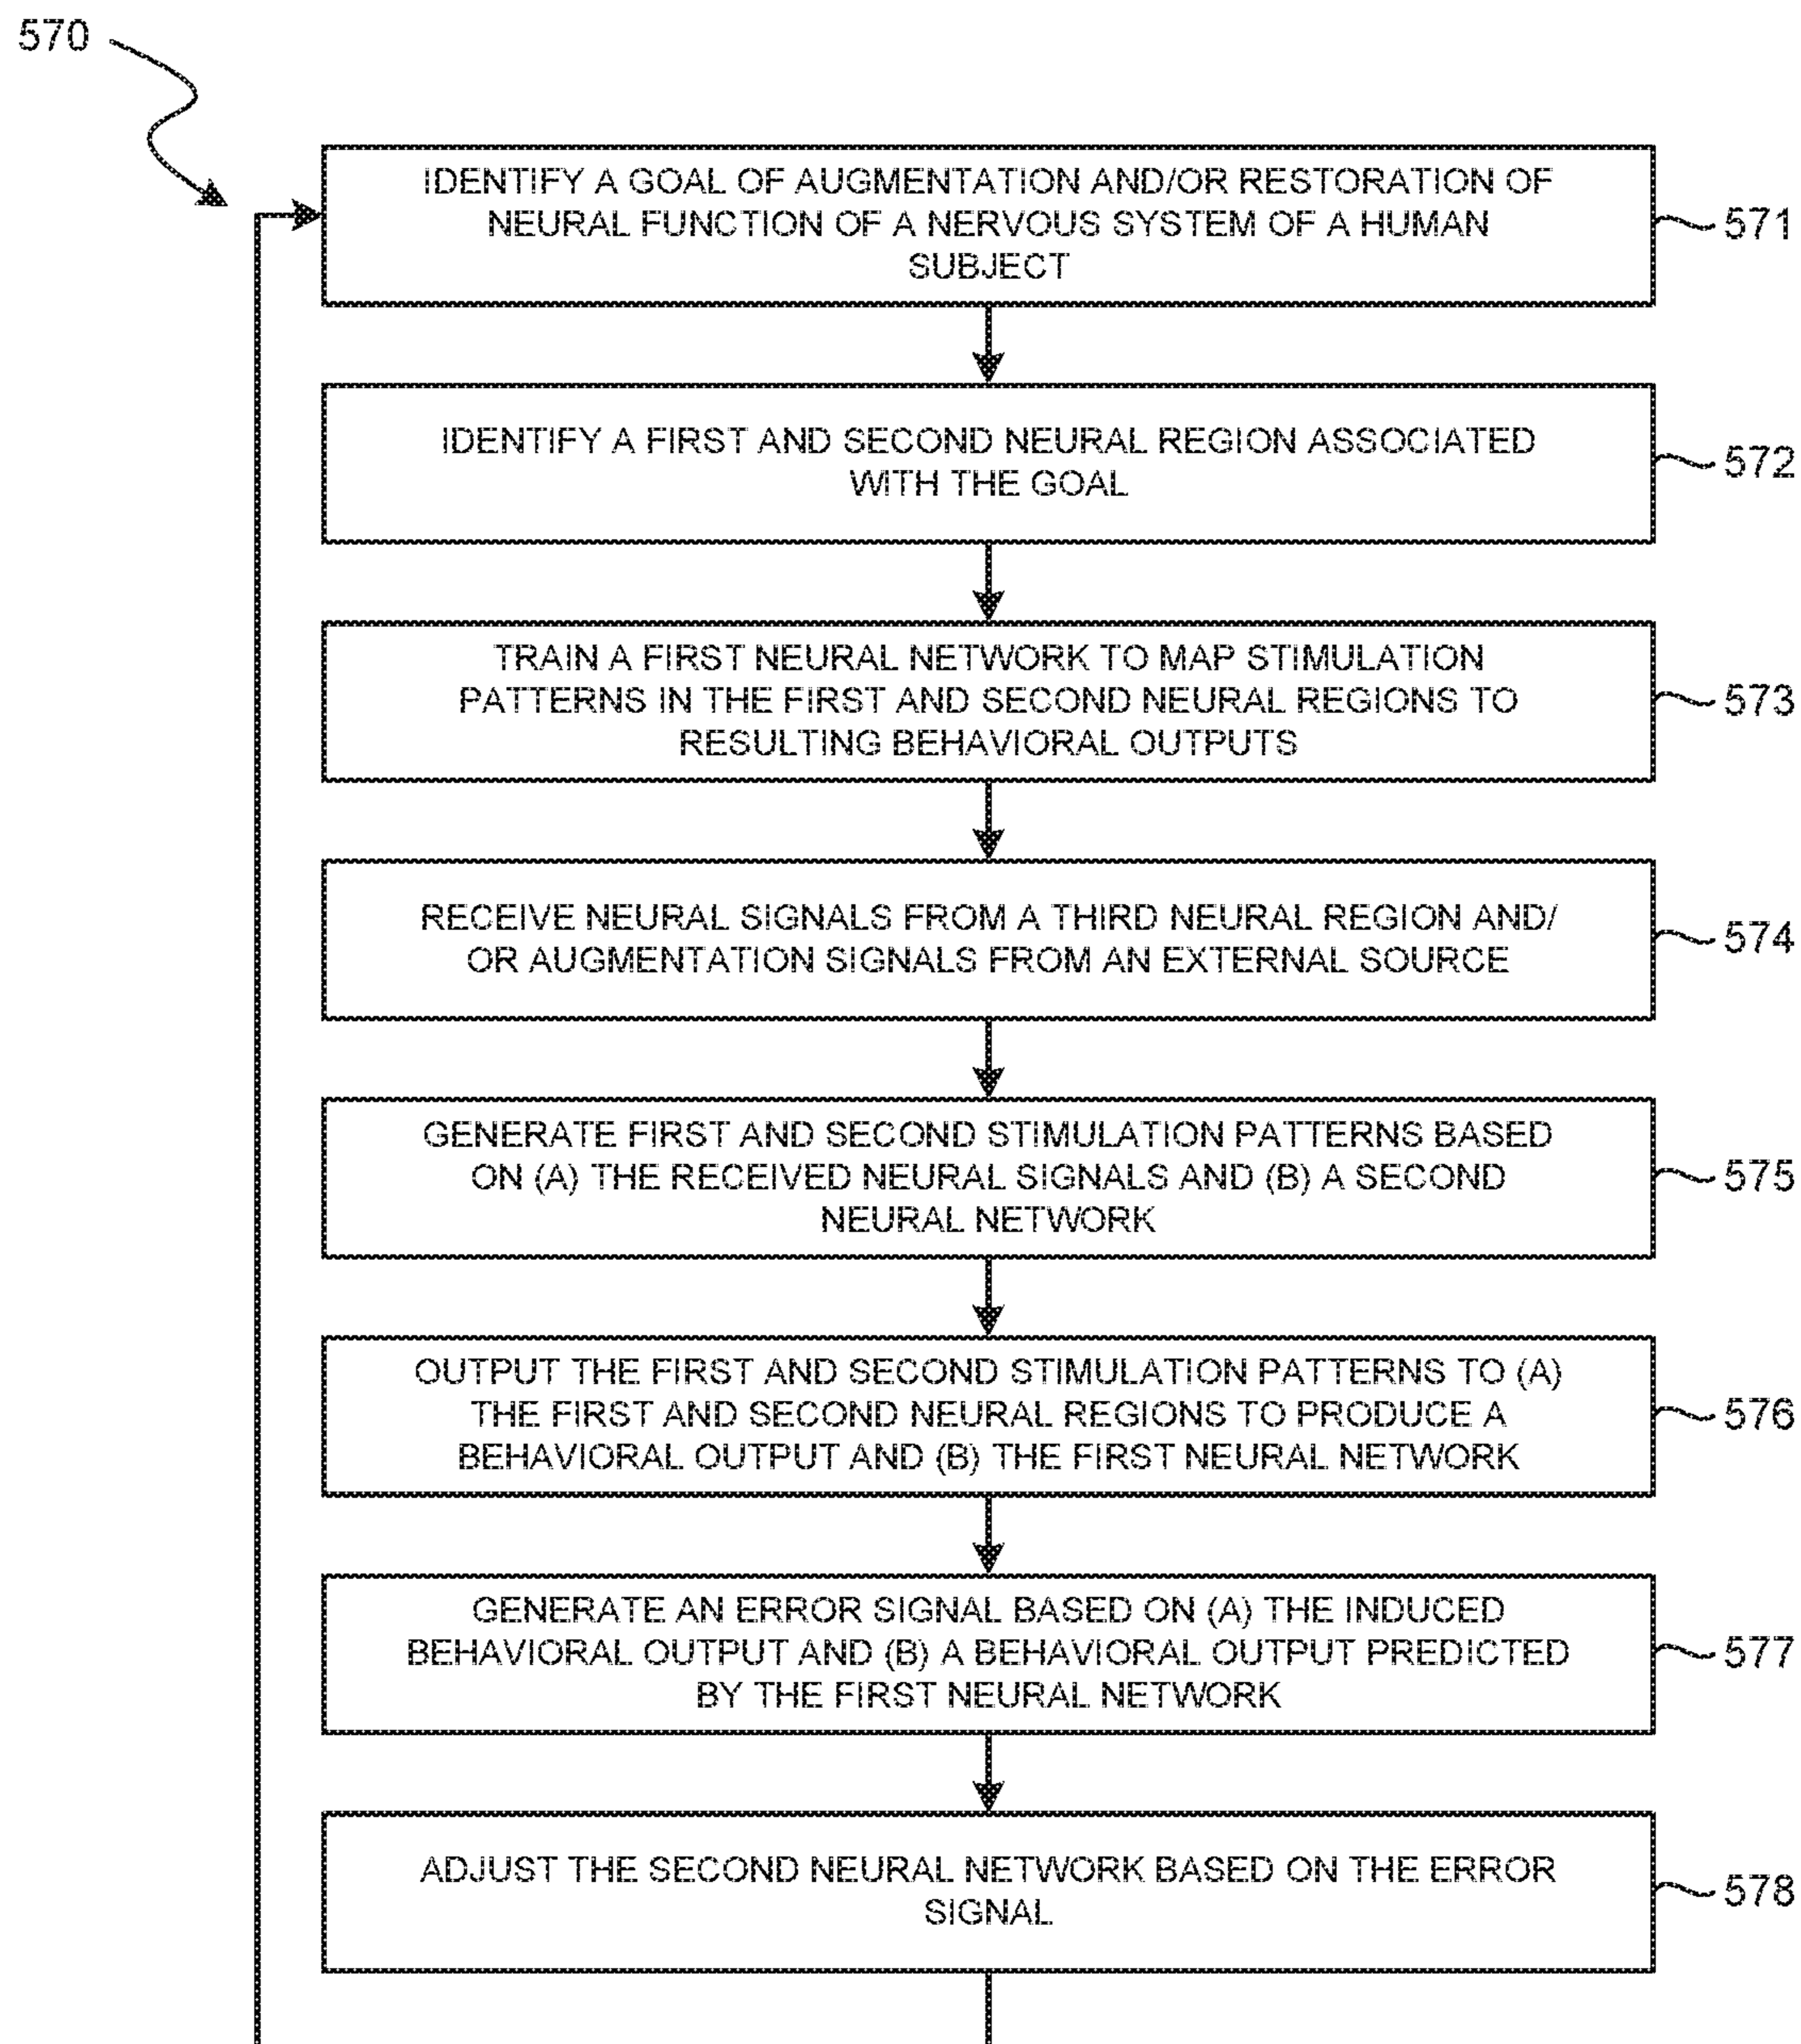 570
IDENTIFY A GOAL OF AUGMENTATION AND/OR RESTORATION OF
NEURAL FUNCTION OF A NERVOUS SYSTEM OF A HUMAN
SUBJECT
571
IDENTIFY A FIRST AND SECOND NEURAL REGION ASSOCIATED
WITH THE GOAL
572
TRAIN A FIRST NEURAL NETWORK TO MAP STIMULATION
PATTERNS IN THE FIRST AND SECOND NEURAL REGIONS TO
RESULTING BEHAVIORAL OUTPUTS
573
RECEIVE NEURAL SIGNALS FROM A THIRD NEURAL REGION AND/
OR AUGMENTATION SIGNALS FROM AN EXTERNAL SOURCE
574
GENERATE FIRST AND SECOND STIMULATION PATTERNS BASED
ON (A) THE RECEIVED NEURAL SIGNALS AND (B) A SECOND
NEURAL NETWORK
575
OUTPUT THE FIRST AND SECOND STIMULATION PATTERNS TO (A)
THE FIRST AND SECOND NEURAL REGIONS TO PRODUCE A
BEHAVIORAL OUTPUT AND (B) THE FIRST NEURAL NETWORK
576
GENERATE AN ERROR SIGNAL BASED ON (A) THE INDUCED
BEHAVIORAL OUTPUT AND (B) A BEHAVIORAL OUTPUT PREDICTED
BY THE FIRST NEURAL NETWORK
577
ADJUST THE SECOND NEURAL NETWORK BASED ON THE ERROR
SIGNAL
578